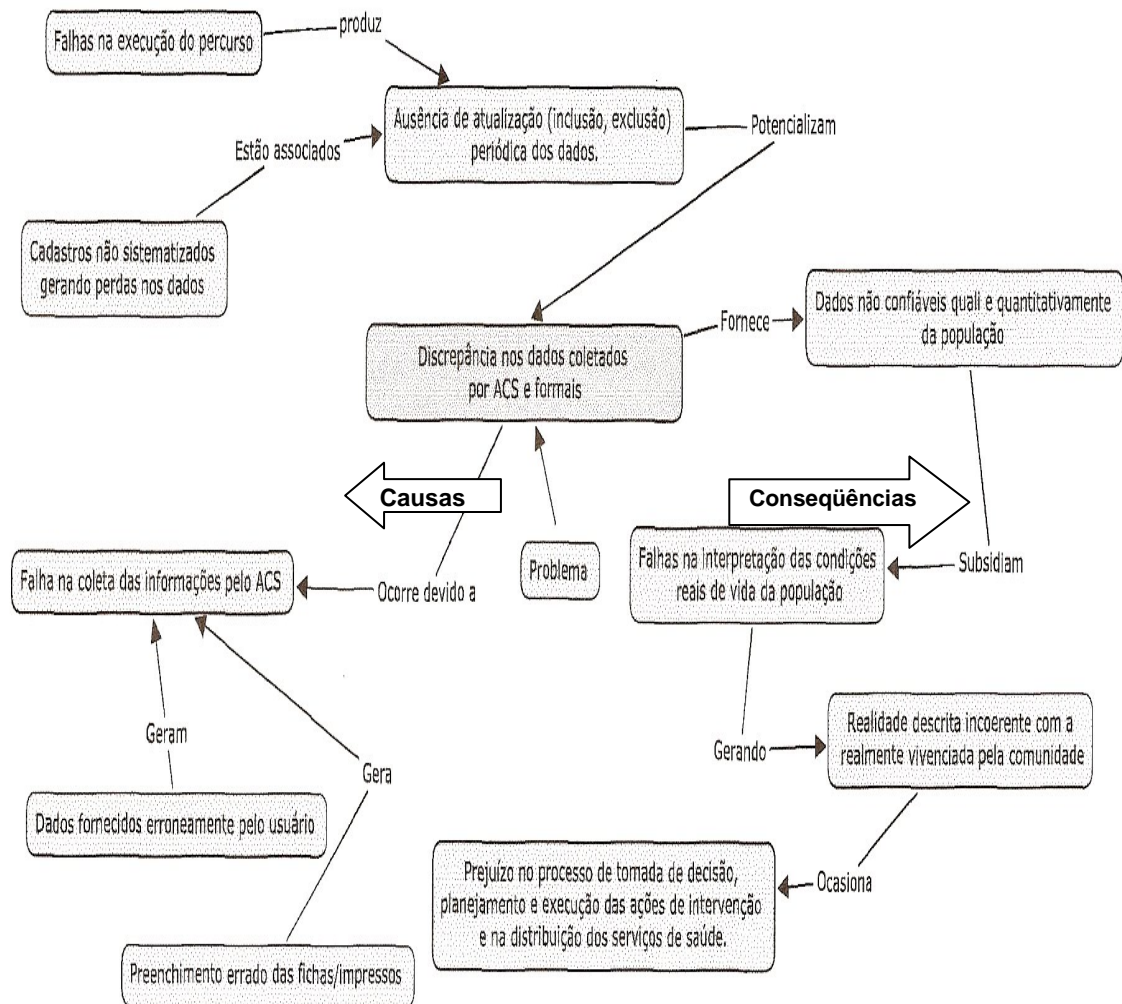 Falhas na execução do percurso
produz
Ausência de atualização (inclusão, exclusão)
periódica dos dados.
Potencializam
Estão associados
Cadastros não sistematizados
gerando perdas nos dados
Dados não confiáveis quali e quantitativamente
da população
Fornece
Discrepância nos dados coletados
por ACS e formais
Causas
Conseqüências
Problema
Falhas na interpretação das condições
reais de vida da população
Subsidiam
Falha na coleta das informações pelo ACS
Ocorre devido a
Geram
Gera
Gerando
Realidade descrita incoerente com a
realmente vivenciada pela comunidade
Dados fornecidos erroneamente pelo usuário
Prejuízo no processo de tomada de decisão,
planejamento e execução das ações de intervenção
e na distribuição dos serviços de saúde.
Ocasiona
Preenchimento errado das fichas/impressos